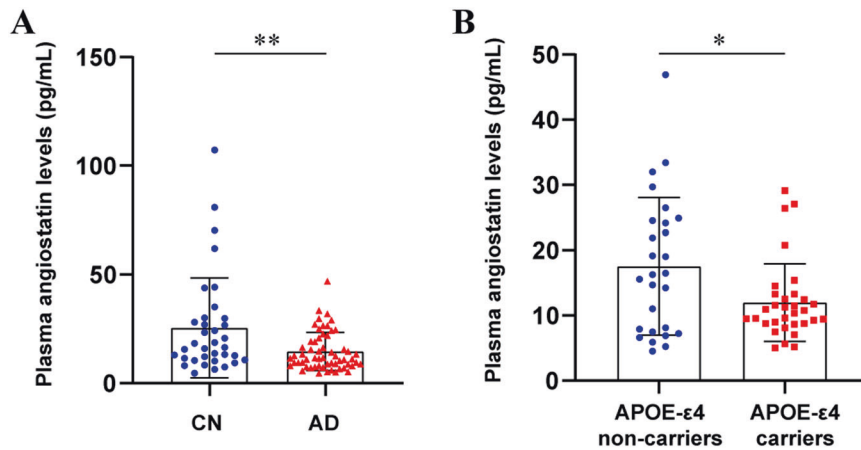 A
Plasma angiostatin levels (pg/mL)
150
100
50
0
**
CN
AD
B
Plasma angiostatin levels (pg/mL)
50
40
30
20
10
0
*
APOE-ε4
non-carriers
APOE-ε4
carriers